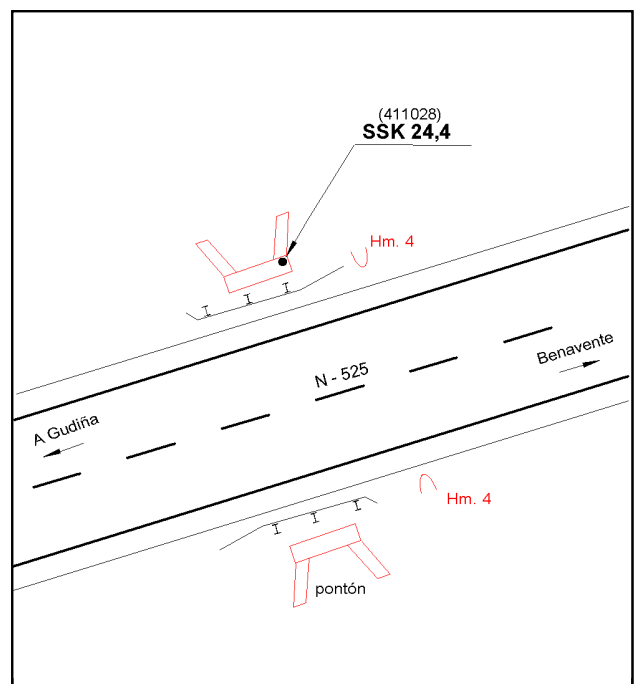 (411028)
SSK 24,4
Hm. 4
N - 525
Benavente
A Gudiña
Hm. 4
pontón